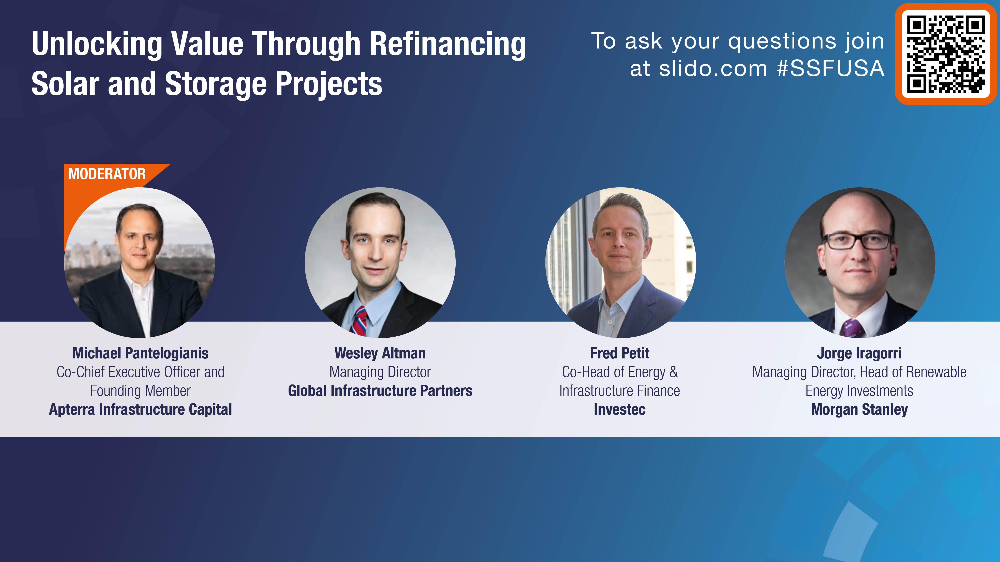 Unlocking Value Through Refinancing
Solar and Storage Projects
To ask your questions join
at slido.com #SSFUSA
MODERATOR
Michael Pantelogianis
Co-Chief Executive Officer and
Founding Member
Apterra Infrastructure Capital
Wesley Altman
Managing Director
Global Infrastructure Partners
Fred Petit
Co-Head of Energy &
Infrastructure Finance
Investec
Jorge Iragorri
Managing Director, Head of Renewable
Energy Investments
Morgan Stanley